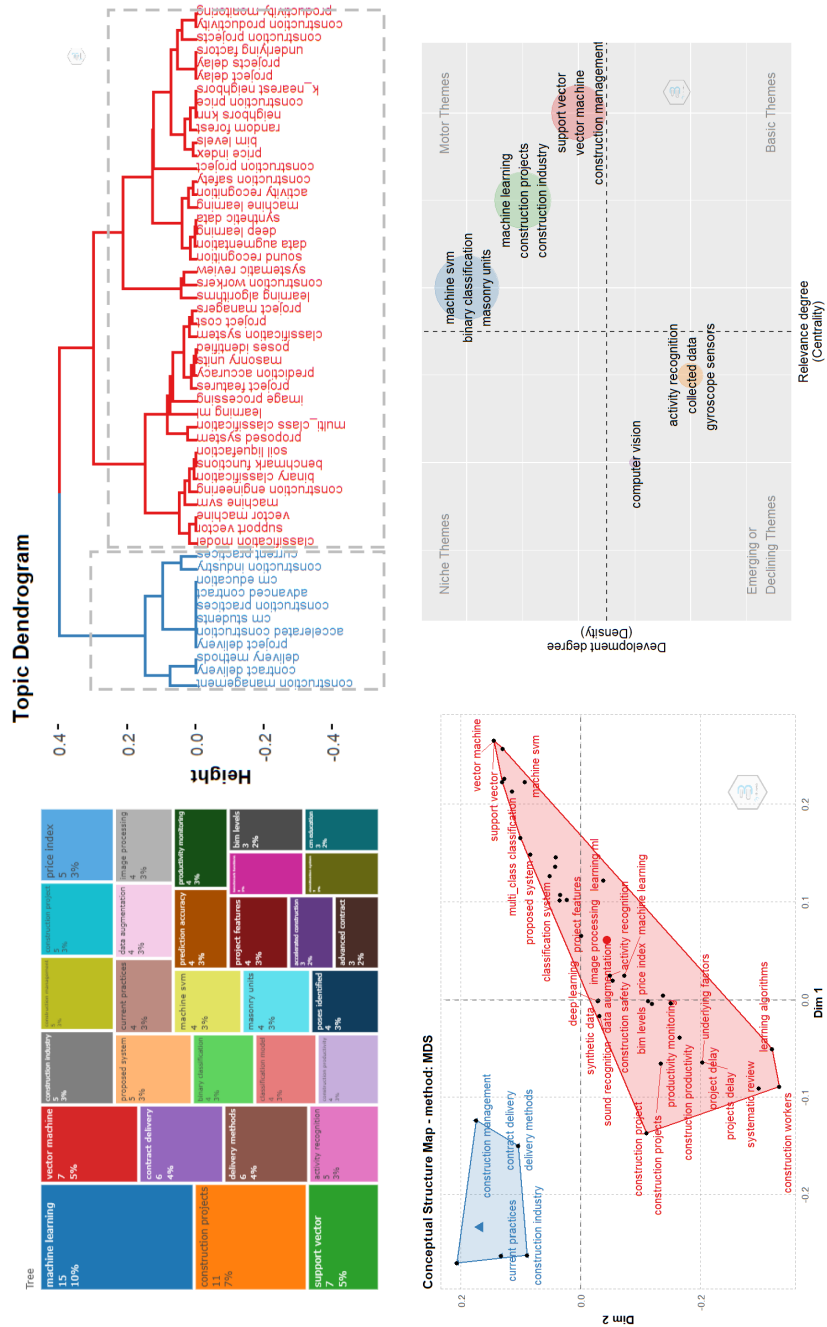 Tree
machine learning
15
10%
construction projects
11
7%
support vector
7
5%
vector machine
7
5%
contract delivery
6
4%
delivery methods
6
4%
activity recognition
5
3%
construction industry
5
3%
proposed system
5
3%
binary classification
4
3%
classification model
4
3%
construction productivity
4
3%
construction management
5
3%
current practices
4
3%
machine svm
4
3%
masonry units
4
3%
poses identified
4
3%
construction project
5
3%
data augmentation
4
3%
prediction accuracy
4
3%
project features
4
3%
accelerated construction
3
2%
advanced contract
3
2%
price index
5
3%
image processing
4
3%
productivity monitoring
4
3%
bim levels
3
2%
cm education
3
2%
Topic Dendrogram
Height
0.4
0.2
0.0
-0.2
-0.4
construction management
contract delivery
delivery methods
project delivery
accelerated construction
cm students
construction practices
advanced contract
cm education
construction industry
current practices
classification model
support vector
vector machine
machine svm
construction engineering
binary classification
benchmark functions
soil liquefaction
proposed system
multi_class classification
learning ml
image processing
project features
prediction accuracy
masonry units
poses identified
classification system
project cost
project managers
learning algorithms
construction workers
systematic review
sound recognition
data augmentation
deep learning
synthetic data
machine learning
activity recognition
construction safety
construction project
price index
bim levels
random forest
neighbors knn
construction price
k_nearest neighbors
project delay
projects delay
underlying factors
construction projects
construction productivity
productivity monitoring
Conceptual Structure Map - method: MDS
Dim 2
0.2
0.0
-0.2
Dim 1
-0.2
-0.1
0.0
0.1
0.2
construction management
contract delivery
delivery methods
current practices
construction industry
vector machine
support vector
machine svm
multi_class classification
proposed system
classification system
project features
learning ml
image processing
deep learning
synthetic data
data augmentation
sound recognition
activity recognition
machine learning
construction safety
price index
bim levels
productivity monitoring
underlying factors
construction project
construction projects
construction productivity
project delay
projects delay
learning algorithms
systematic review
construction workers
Development degree
(Density)
Niche Themes
Motor Themes
machine svm
binary classification
masonry units
machine learning
construction projects
construction industry
support vector
vector machine
construction management
computer vision
activity recognition
collected data
gyroscope sensors
Emerging or
Declining Themes
Basic Themes
Relevance degree
(Centrality)